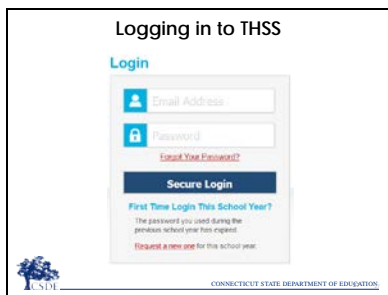 Logging in to THSS
Login
Email Address
Password
Forgot Your Password?
Secure Login
First Time Login This School Year?
The password you used during the
previous school year has expired.
Request a new one for this school year.
CSDE
CONNECTICUT STATE DEPARTMENT OF EDUCATION